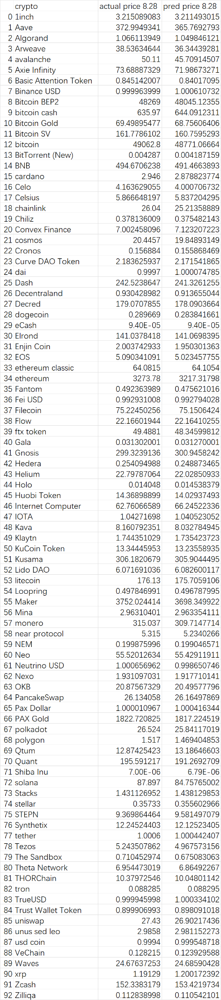 crypto actual price 8.28 pred price 8.28
0 1inch 3.215089083 3.211493015
1 Aave 372.9949341 365.7692793
2 Algorand 1.066113949 1.049846121
3 Arweave 38.53634644 36.34439281
4 avalanche 50.11 45.70914507
5 Axie Infinity 73.68887329 71.98673271
6 Basic Attention Token 0.845142007 0.84017095
7 Binance USD 0.999963999 1.000610732
8 Bitcoin BEP2 48269 48045.12355
9 bitcoin cash 635.97 644.0912311
10 Bitcoin Gold 69.49895477 68.75606406
11 Bitcoin SV 161.7786102 160.7595293
12 bitcoin 49062.8 48771.06664
13 BitTorrent (New) 0.004287 0.004187159
14 BNB 494.6706238 491.4663893
15 cardano 2.946 2.878823774
16 Celo 4.163629055 4.000706732
17 Celsius 5.866648197 5.837204295
18 chainlink 26.04 25.21358889
19 Chiliz 0.378136009 0.375482143
20 Convex Finance 7.002458096 7.123207223
21 cosmos 20.4457 19.84893149
22 Cronos 0.156884 0.155868469
23 Curve DAO Token 2.183625937 2.171541865
24 dai 0.9997 1.000074785
25 Dash 242.5238647 241.3261255
26 Decentraland 0.930428982 0.913655044
27 Decred 179.0707855 178.0903664
28 dogecoin 0.289669 0.283841661
29 eCash 9.40E-05 9.40E-05
30 Elrond 141.0378418 141.0698395
31 Enjin Coin 2.003742933 1.950301363
32 EOS 5.090341091 5.023457755
33 ethereum classic 64.0815 64.1054
34 ethereum 3273.78 3217.31798
35 Fantom 0.492363989 0.475621016
36 Fei USD 0.992931008 0.992794028
37 Filecoin 75.22450256 75.1506424
38 Flow 22.16601944 22.16410255
39 ftx token 49.4881 48.34599812
40 Gala 0.031302001 0.031270001
41 Gnosis 299.3239136 300.9458242
42 Hedera 0.254094988 0.248873465
43 Helium 22.79787064 22.02850933
44 Holo 0.014048 0.014538379
45 Huobi Token 14.36898899 14.02937493
46 Internet Computer 62.76066589 66.24522336
47 IOTA 1.04271698 1.040523052
48 Kava 8.160792351 8.032784945
49 Klaytn 1.744351029 1.735423723
50 KuCoin Token 13.34445953 13.23558935
51 Kusama 306.1820679 305.9044495
52 Lido DAO 6.071691036 6.082600117
53 litecoin 176.13 175.7059106
54 Loopring 0.497846991 0.496787995
55 Maker 3752.024414 3698.349922
56 Mina 2.96310401 2.963354111
57 monero 315.037 309.7147714
58 near protocol 5.315 5.2340266
59 NEM 0.199875996 0.199046571
60 Neo 55.52012634 55.42911911
61 Neutrino USD 1.000656962 0.998650746
62 Nexo 1.931097031 1.917710141
63 OKB 20.87567329 20.49577796
64 PancakeSwap 26.134058 26.16497869
65 Pax Dollar 1.000010967 1.000416344
66 PAX Gold 1822.720825 1817.224519
67 polkadot 26.524 25.84117019
68 polygon 1.517 1.469404853
69 Qtum 12.87425423 13.18646603
70 Quant 195.591217 191.2692709
71 Shiba Inu 7.00E-06 6.79E-06
72 solana 87.897 84.75765002
73 Stacks 1.431126952 1.438129853
74 stellar 0.35733 0.355602966
75 STEPN 9.369864464 9.581497079
76 Synthetix 12.24524403 12.12523405
77 tether 1.0006 1.000442407
78 Tezos 5.243507862 4.967573156
79 The Sandbox 0.710452974 0.675083063
80 Theta Network 6.954473019 6.86492267
81 THORChain 10.37972546 10.04801142
82 tron 0.088285 0.088295
83 TrueUSD 0.999945998 1.000334102
84 Trust Wallet Token 0.899906993 0.898091018
85 uniswap 27.43 26.90217436
86 unus sed leo 2.9858 2.981152273
87 usd coin 0.9994 0.999548718
88 VeChain 0.128215 0.123929588
89 Waves 24.67637253 24.68590428
90 xrp 1.19129 1.200172392
91 Zcash 152.3383179 153.4219734
92 Zilliqa 0.112838998 0.110542101